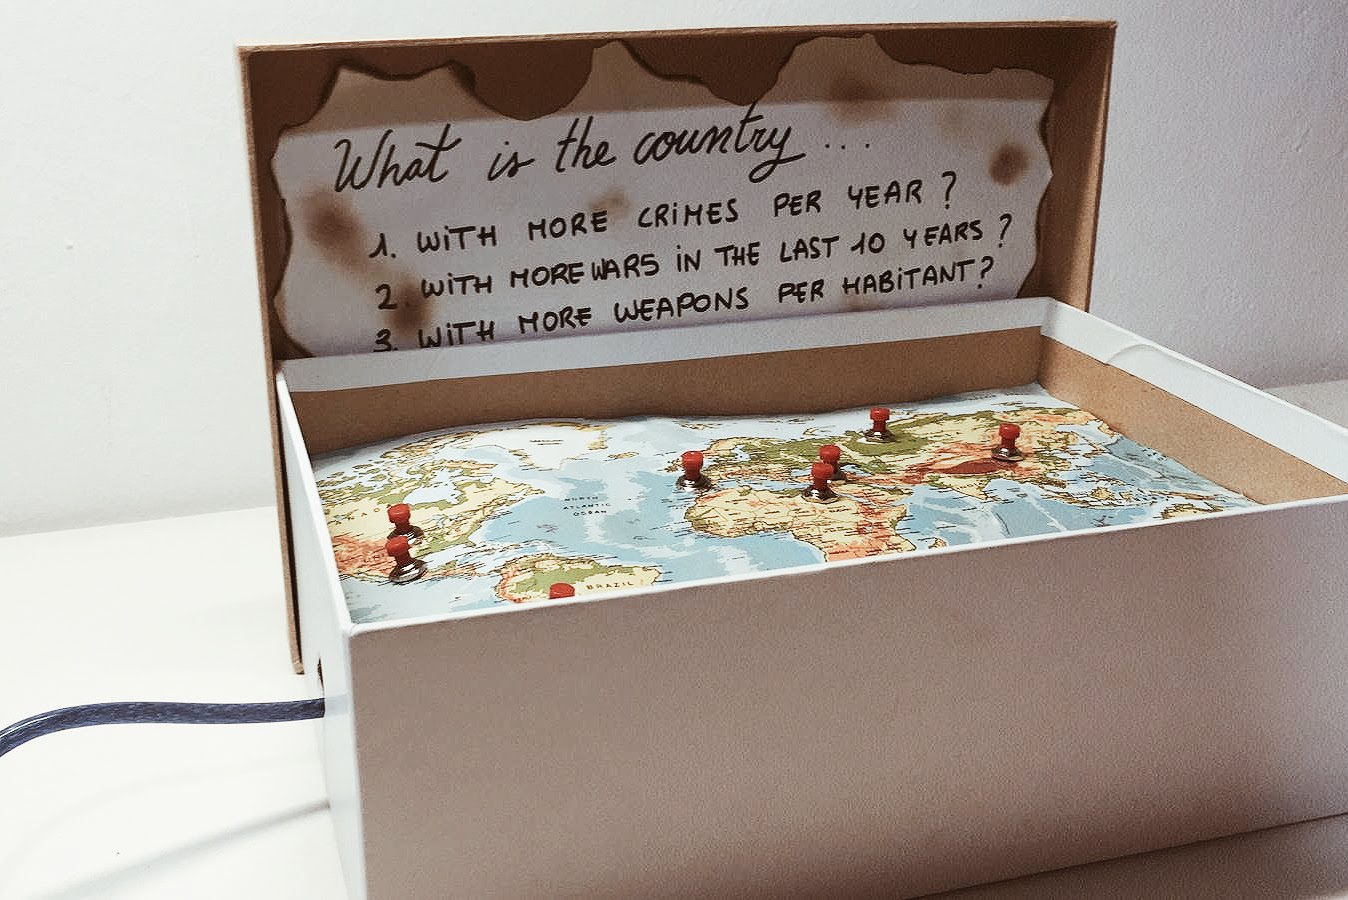 What is the country ...
1. WiTH MORE CRiMES PER YEAR ?
2. WiTH MORE WARS iN THE LAST 10 YEARS ?
3. WiTH MORE WEAPONS PER HABiTANT?
NORTH
ATLANTIC
OCEAN
BRAZIL